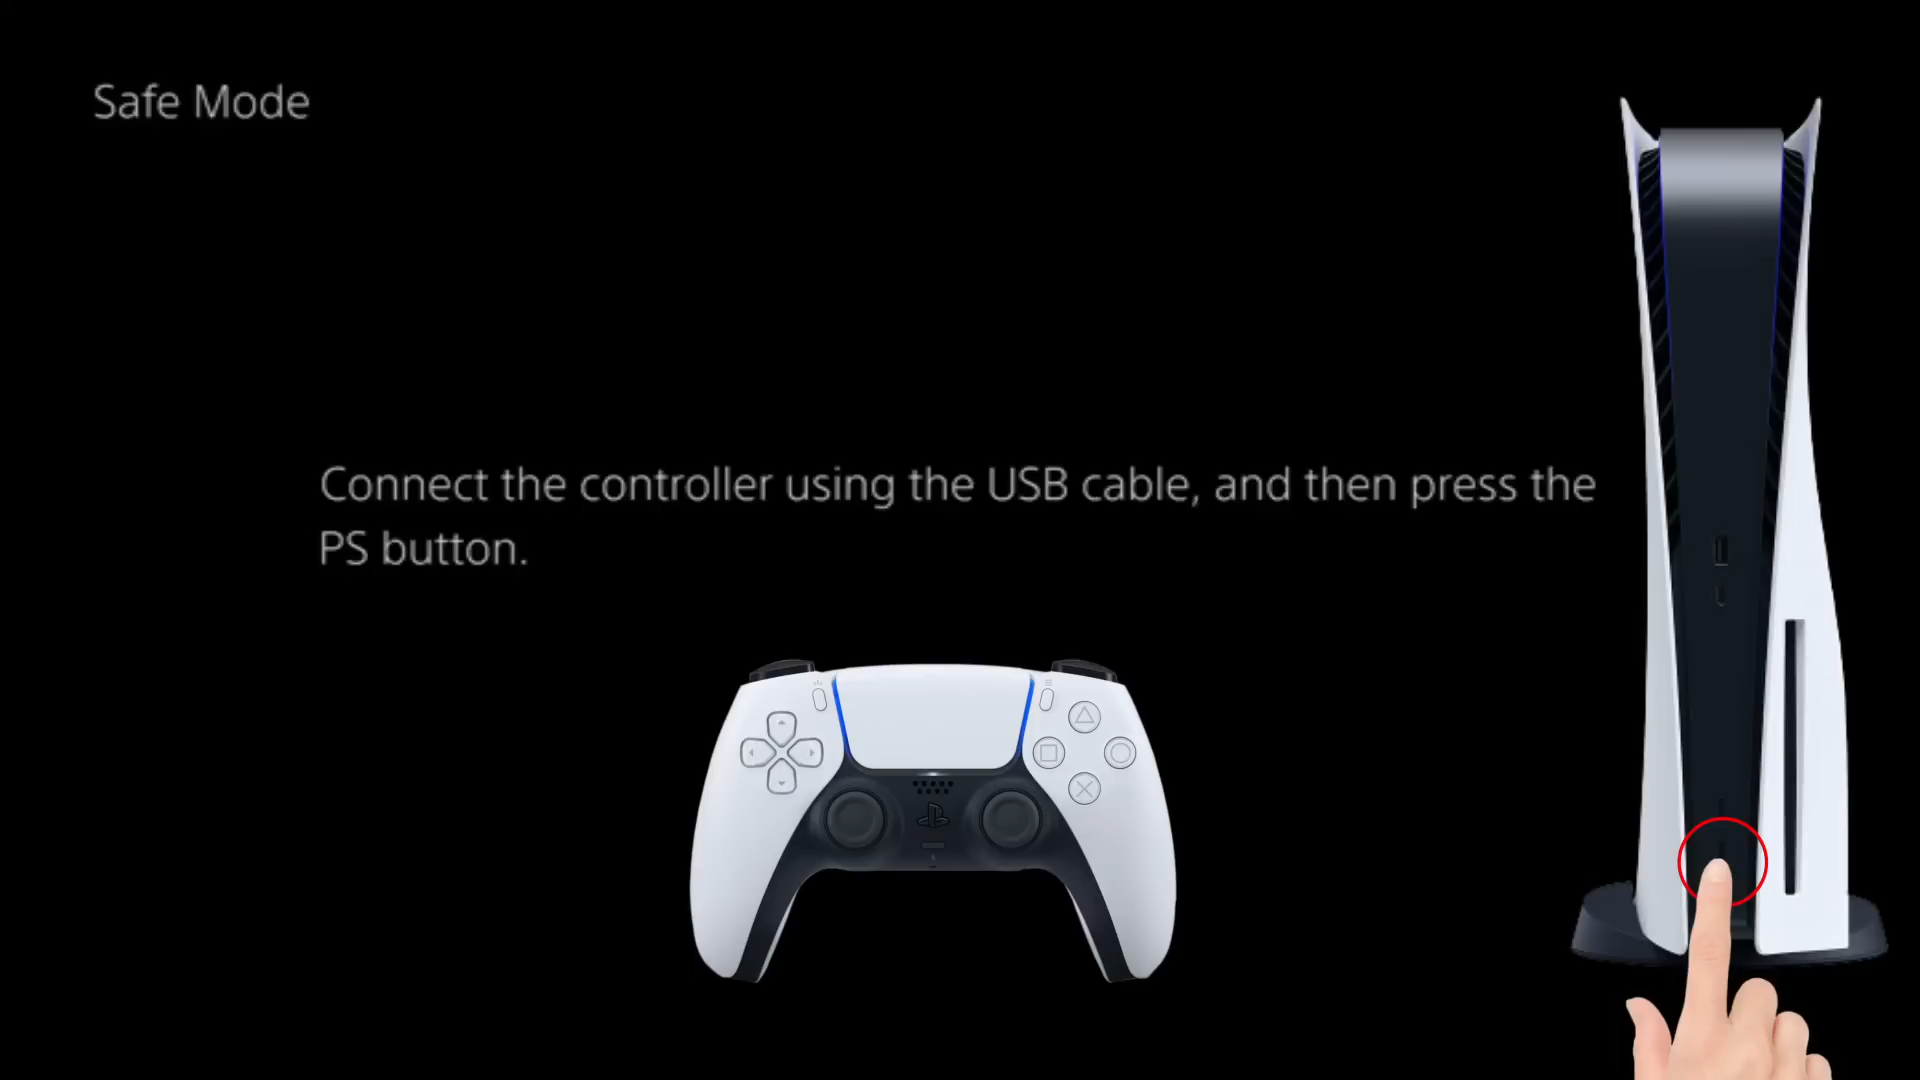 Safe Mode
Connect the controller using the USB cable, and then press the
PS button.